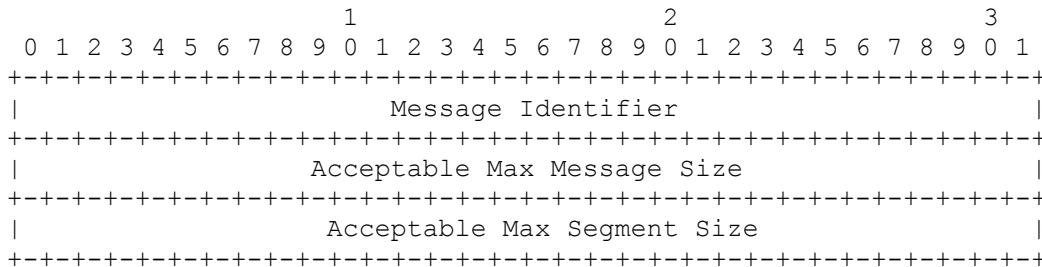 1                   2                   3
 0 1 2 3 4 5 6 7 8 9 0 1 2 3 4 5 6 7 8 9 0 1 2 3 4 5 6 7 8 9 0 1
+-+-+-+-+-+-+-+-+-+-+-+-+-+-+-+-+-+-+-+-+-+-+-+-+-+-+-+-+-+-+-+-+
|                       Message Identifier                      |
+-+-+-+-+-+-+-+-+-+-+-+-+-+-+-+-+-+-+-+-+-+-+-+-+-+-+-+-+-+-+-+-+
|                  Acceptable Max Message Size                  |
+-+-+-+-+-+-+-+-+-+-+-+-+-+-+-+-+-+-+-+-+-+-+-+-+-+-+-+-+-+-+-+-+
|                   Acceptable Max Segment Size                 |
+-+-+-+-+-+-+-+-+-+-+-+-+-+-+-+-+-+-+-+-+-+-+-+-+-+-+-+-+-+-+-+-+